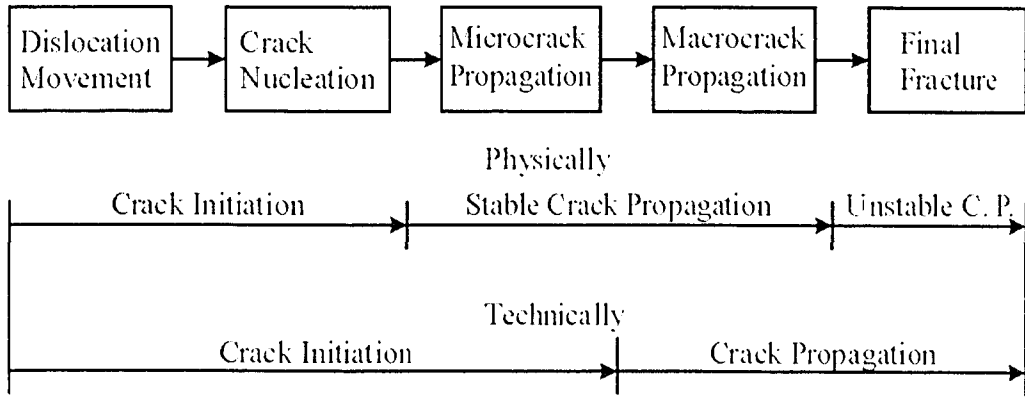 Dislocation
Movement
Crack
Nucleation
Microcrack
Propagation
Macrocrack
Propagation
Final
Fracture
Physically
Crack Initiation
Stable Crack Propagation
Unstable C. P.
Technically
Crack Initiation
Crack Propagation